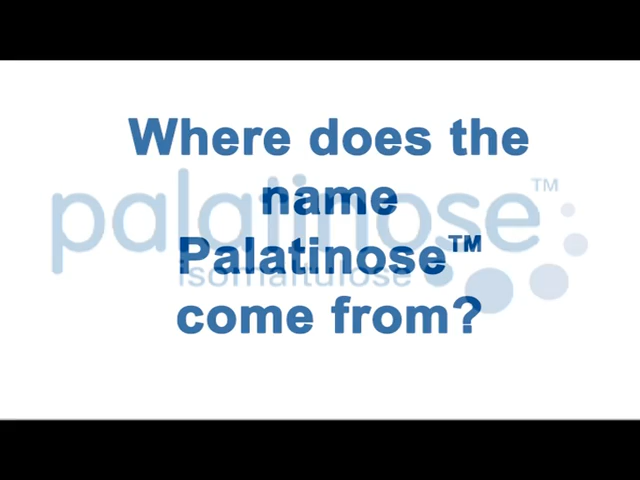 Where does the
name
Palatinose™
come from?
palatinose™
isomaltulose